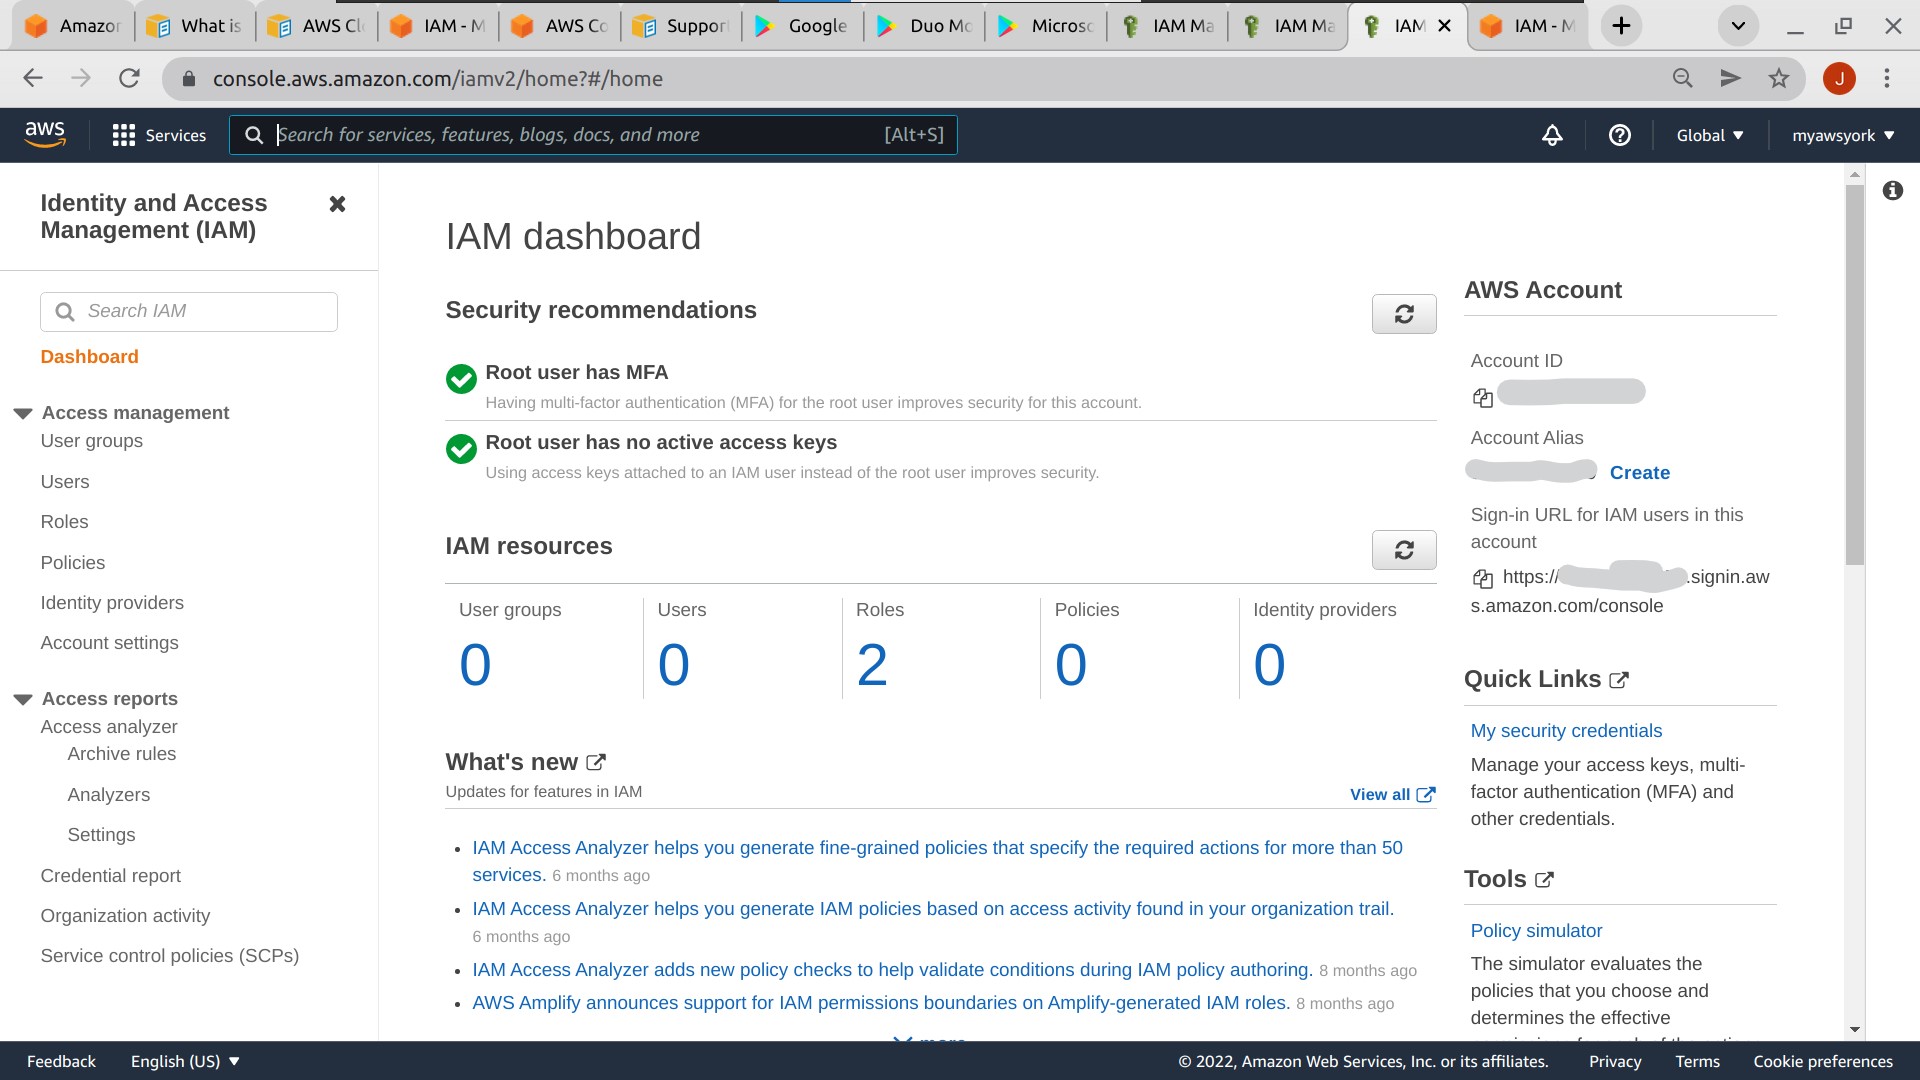 Amazon
What is
AWS Cl
IAM - M
AWS Co
Support
Google
Duo Mo
Microso
IAM Ma
IAM Ma
IAM
IAM - M
console.aws.amazon.com/iamv2/home?#/home
J
aws
Services
Search for services, features, blogs, docs, and more
[Alt+S]
Global
myawsyork
Identity and Access
Management (IAM)
Search IAM
Dashboard
Access management
User groups
Users
Roles
Policies
Identity providers
Account settings
Access reports
Access analyzer
Archive rules
Analyzers
Settings
Credential report
Organization activity
Service control policies (SCPs)
IAM dashboard
Security recommendations
Root user has MFA
Having multi-factor authentication (MFA) for the root user improves security for this account.
Root user has no active access keys
Using access keys attached to an IAM user instead of the root user improves security.
IAM resources
User groups
0
Users
0
Roles
2
Policies
0
Identity providers
0
What's new
Updates for features in IAM
View all
IAM Access Analyzer helps you generate fine-grained policies that specify the required actions for more than 50
services. 6 months ago
IAM Access Analyzer helps you generate IAM policies based on access activity found in your organization trail.
6 months ago
IAM Access Analyzer adds new policy checks to help validate conditions during IAM policy authoring. 8 months ago
AWS Amplify announces support for IAM permissions boundaries on Amplify-generated IAM roles. 8 months ago
more
AWS Account
Account ID
Account Alias
Create
Sign-in URL for IAM users in this
account
https:// .signin.aw
s.amazon.com/console
Quick Links
My security credentials
Manage your access keys, multi-
factor authentication (MFA) and
other credentials.
Tools
Policy simulator
The simulator evaluates the
policies that you choose and
determines the effective
Feedback
English (US)
© 2022, Amazon Web Services, Inc. or its affiliates.
Privacy
Terms
Cookie preferences